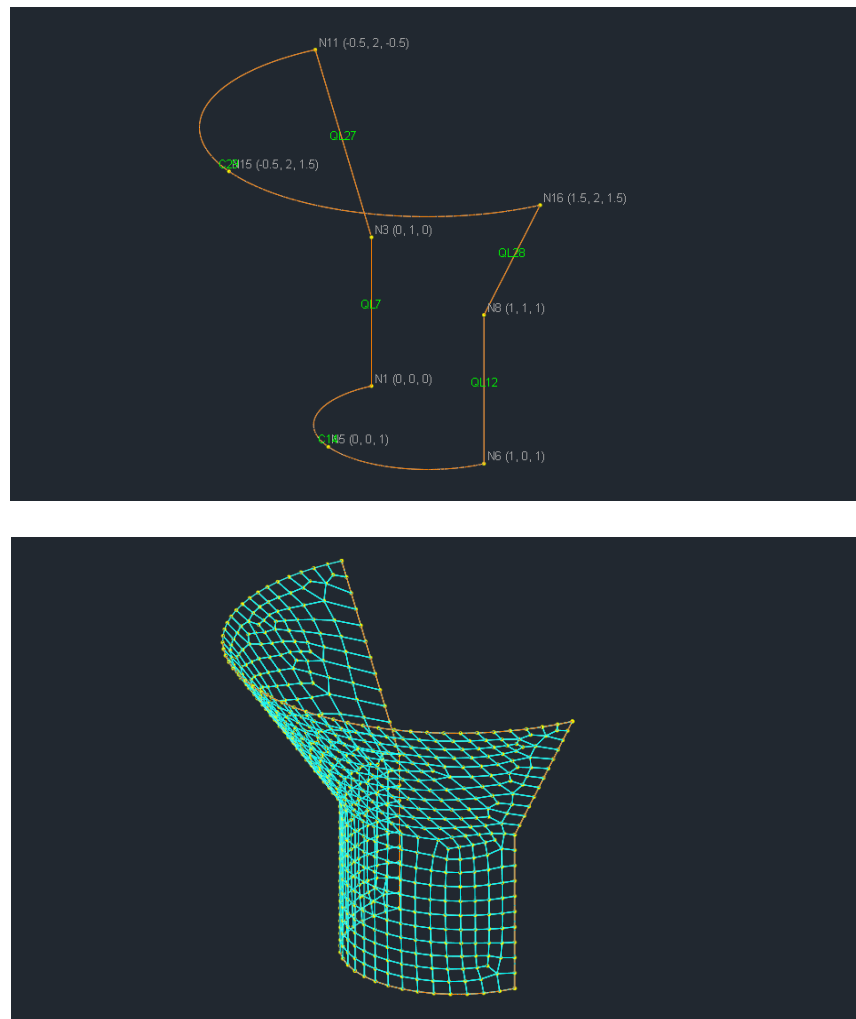 N11 (-0.5, 2, -0.5)
QL27
N15 (-0.5, 2, 1.5)
N16 (1.5, 2, 1.5)
N3 (0, 1, 0)
QL28
QL7
N8 (1, 1, 1)
N1 (0, 0, 0)
QL12
N5 (0, 0, 1)
N6 (1, 0, 1)